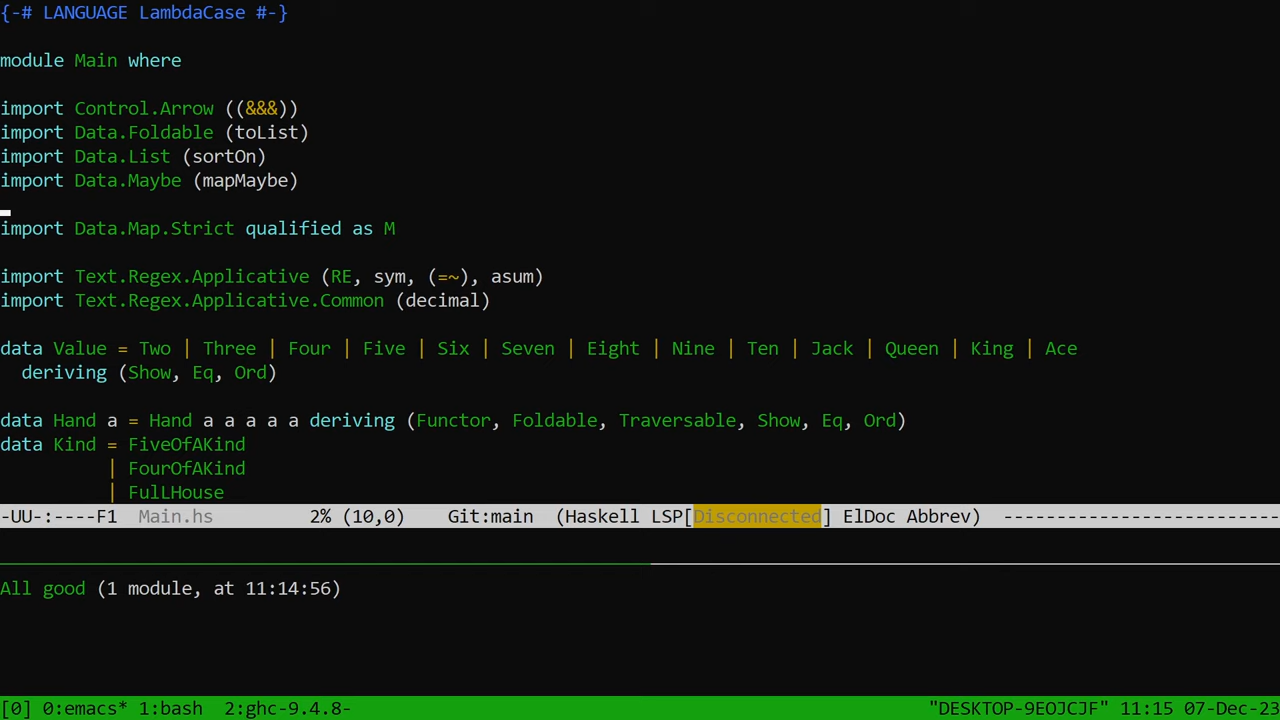 {-# LANGUAGE LambdaCase #-}
module Main where
import Control.Arrow ((&&&))
import Data.Foldable (toList)
import Data.List (sortOn)
import Data.Maybe (mapMaybe)
import Data.Map.Strict qualified as M
import Text.Regex.Applicative (RE, sym, (=~), asum)
import Text.Regex.Applicative.Common (decimal)
data Value = Two | Three | Four | Five | Six | Seven | Eight | Nine | Ten | Jack | Queen | King | Ace
  deriving (Show, Eq, Ord)
data Hand a = Hand a a a a a deriving (Functor, Foldable, Traversable, Show, Eq, Ord)
data Kind = FiveOfAKind
          | FourOfAKind
          | FulLHouse
-UU-:----F1  Main.hs         2% (10,0)    Git:main  (Haskell LSP[Disconnected] ElDoc Abbrev)  --------------------------
All good (1 module, at 11:14:56)
[0] 0:emacs* 1:bash  2:ghc-9.4.8- "DESKTOP-9EOJCJF" 11:15 07-Dec-23